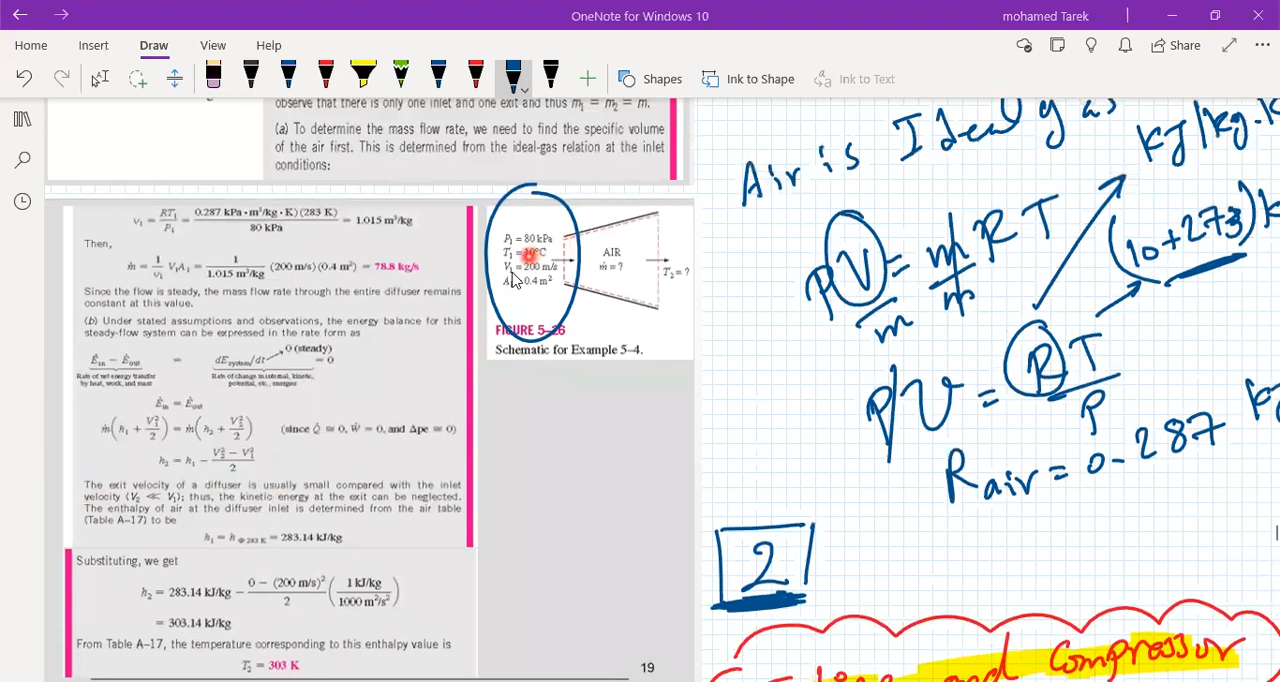 OneNote for Windows 10
mohamed Tarek
Home Insert Draw View Help
Share
Shapes
Ink to Shape
Ink to Text
observe that there is only one inlet and one exit and thus ṁ₁ = ṁ₂ = ṁ.
(a) To determine the mass flow rate, we need to find the specific volume
of the air first. This is determined from the ideal-gas relation at the inlet
conditions:
v₁ = RT₁/P₁ = 0.287 kPa·m³/kg·K)(283 K)/80 kPa = 1.015 m³/kg
Then,
ṁ = 1/v₁ V₁A₁ = 1/1.015 m³/kg (200 m/s)(0.4 m²) = 78.8 kg/s
Since the flow is steady, the mass flow rate through the entire diffuser remains
constant at this value.
(b) Under stated assumptions and observations, the energy balance for this
steady-flow system can be expressed in the rate form as
Ėin − Ėout = dEsystem/dt ↗ 0 (steady) = 0
Rate of net energy transfer
by heat, work, and mass
Rate of change in internal, kinetic,
potential, etc., energies
Ėin = Ėout
ṁ(h₁ + V₁²/2) = ṁ(h₂ + V₂²/2) (since Q̇ ≅ 0, Ẇ = 0, and Δpe ≅ 0)
h₂ = h₁ − V₂² − V₁²/2
The exit velocity of a diffuser is usually small compared with the inlet
velocity (V₂ ≪ V₁); thus, the kinetic energy at the exit can be neglected.
The enthalpy of air at the diffuser inlet is determined from the air table
(Table A–17) to be
h₁ = h @ 283 K = 283.14 kJ/kg
Substituting, we get
h₂ = 283.14 kJ/kg − 0 − (200 m/s)²/2 (1 kJ/kg/1000 m²/s²)
= 303.14 kJ/kg
From Table A–17, the temperature corresponding to this enthalpy value is
T₂ = 303 K
P₁ = 80 kPa
T₁ = 10°C
V₁ = 200 m/s
A₁ = 0.4 m²
AIR
ṁ = ?
T₂ = ?
FIGURE 5–26
Schematic for Example 5–4.
19
Air is Ideal gas
kJ/kg.K
PV/m = m/m RT
(10+273)k
PV = RT/P
Rair = 0.287
2
and Compressor